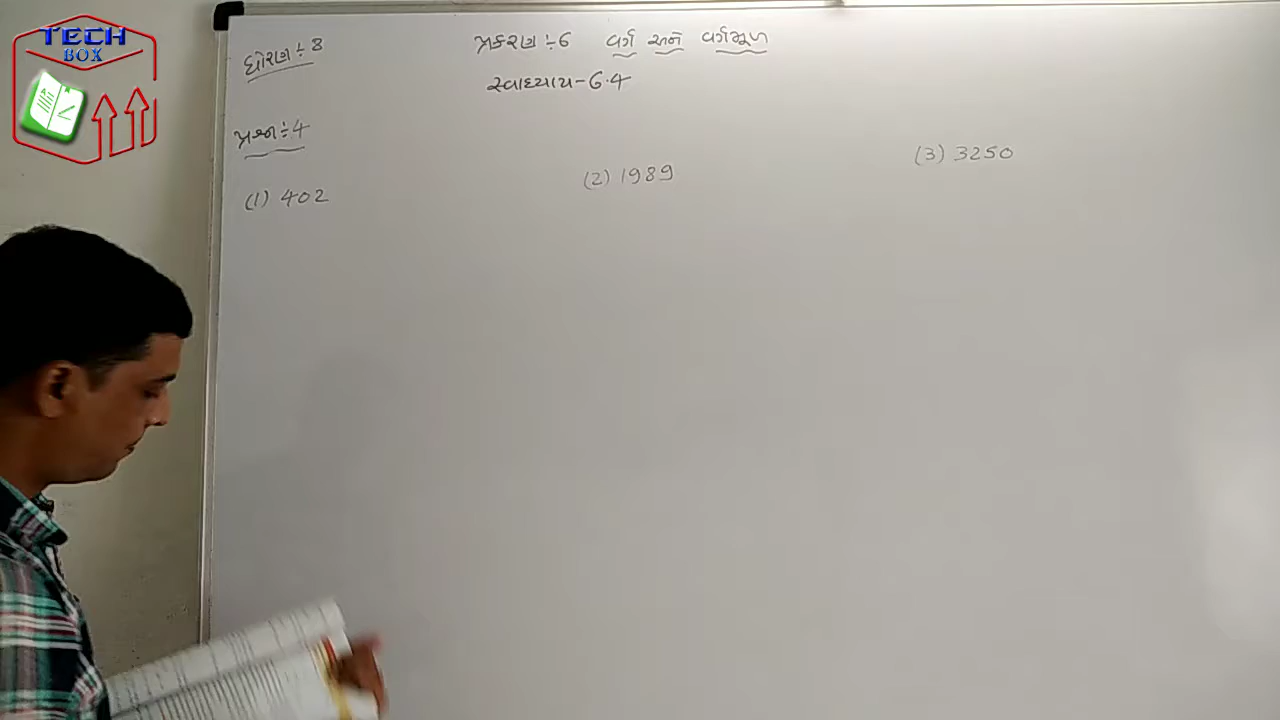 TECH
BOX
ધોરણ ÷ 8
પ્રકરણ ÷ 6 વર્ગ અને વર્ગમૂળ
સ્વાધ્યાય - 6.4
પ્રશ્ન ÷ 4
(1) 402
(2) 1989
(3) 3250